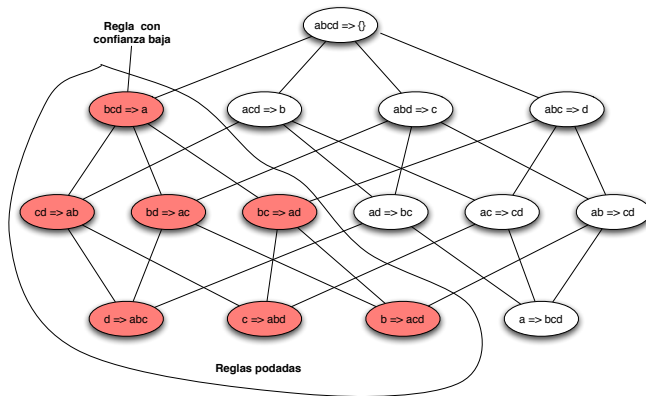 abcd => {}
Regla con
confianza baja
bcd => a
acd => b
abd => c
abc => d
cd => ab
bd => ac
bc => ad
ad => bc
ac => cd
ab => cd
d => abc
c => abd
b => acd
a => bcd
Reglas podadas